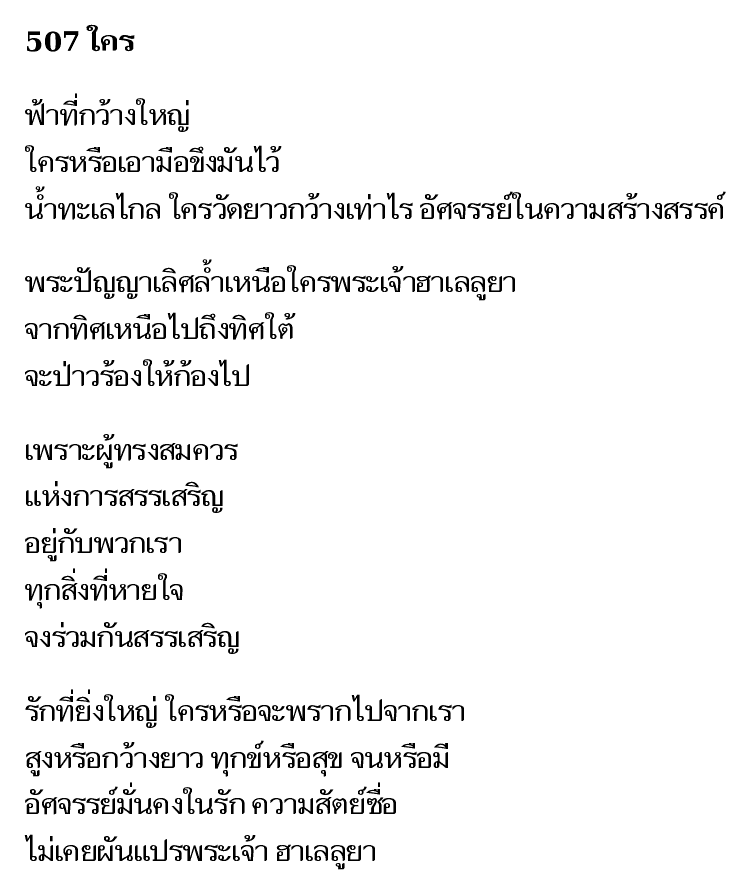 507 ใคร
ฟ้าที่กว้างใหญ่
ใครหรือเอามือขึงมันไว้
น้ำทะเลไกล ใครวัดยาวกว้างเท่าไร อัศจรรย์ในความสร้างสรรค์
พระปัญญาเลิศล้ำเหนือใครพระเจ้าฮาเลลูยา
จากทิศเหนือไปถึงทิศใต้
จะป่าวร้องให้ก้องไป
เพราะผู้ทรงสมควร
แห่งการสรรเสริญ
อยู่กับพวกเรา
ทุกสิ่งที่หายใจ
จงร่วมกันสรรเสริญ
รักที่ยิ่งใหญ่ ใครหรือจะพรากไปจากเรา
สูงหรือกว้างยาว ทุกข์หรือสุข จนหรือมี
อัศจรรย์มั่นคงในรัก ความสัตย์ซื่อ
ไม่เคยผันแปรพระเจ้า ฮาเลลูยา